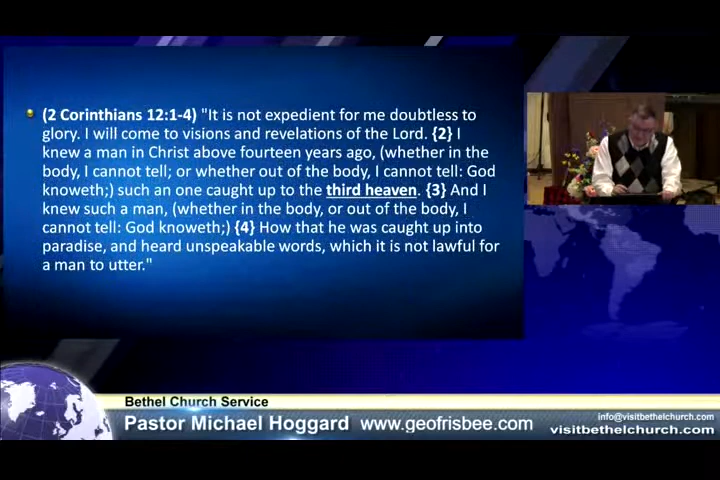 (2 Corinthians 12:1-4) "It is not expedient for me doubtless to
glory. I will come to visions and revelations of the Lord. {2} I
knew a man in Christ above fourteen years ago, (whether in the
body, I cannot tell; or whether out of the body, I cannot tell: God
knoweth;) such an one caught up to the third heaven. {3} And I
knew such a man, (whether in the body, or out of the body, I
cannot tell: God knoweth;) {4} How that he was caught up into
paradise, and heard unspeakable words, which it is not lawful for
a man to utter."
Bethel Church Service
Pastor Michael Hoggard www.geofrisbee.com
info@visitbethelchurch.com
visitbethelchurch.com